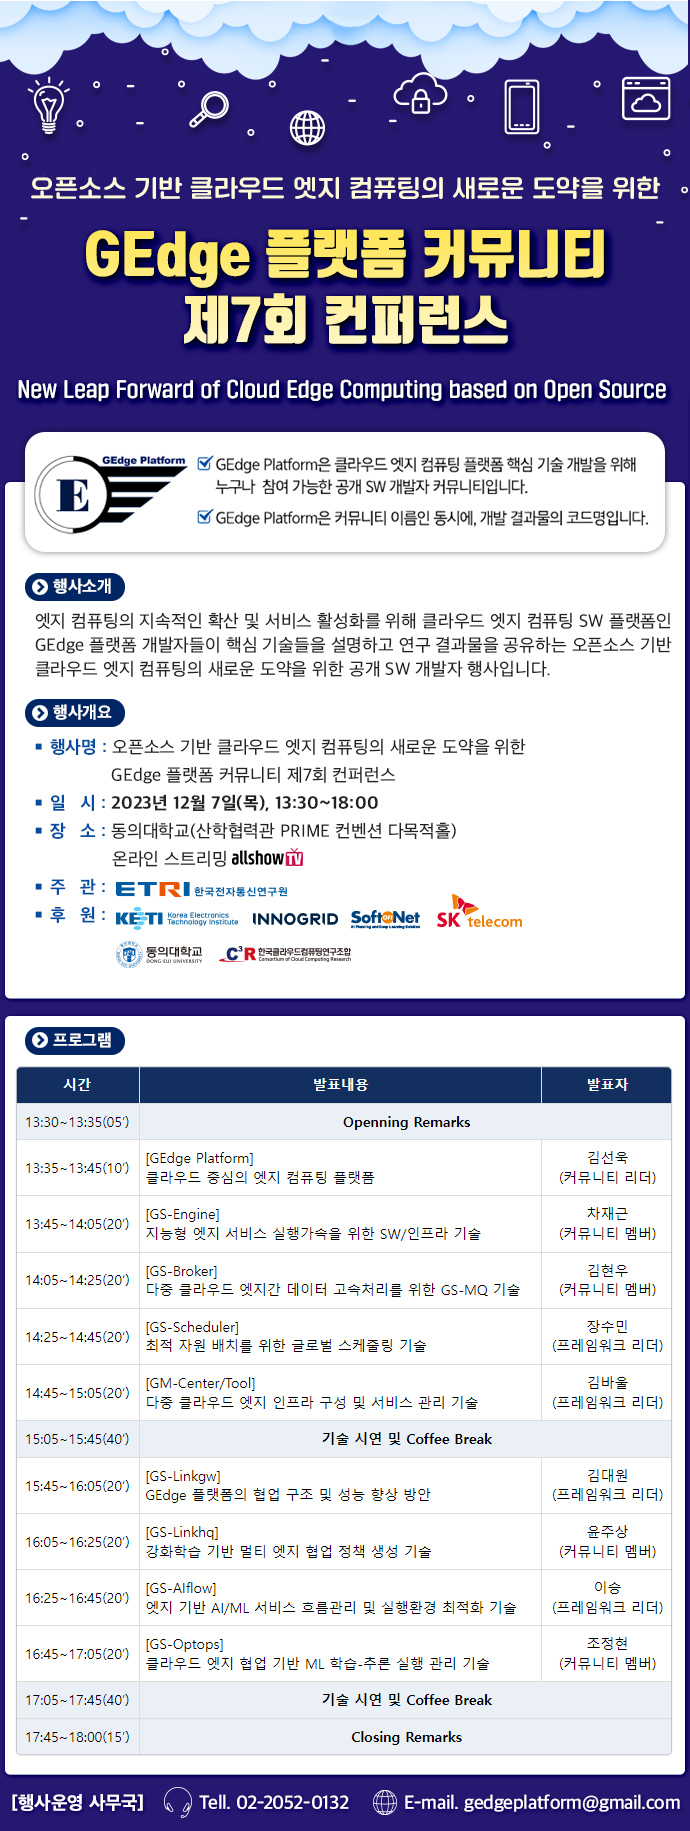 오픈소스 기반 클라우드 엣지 컴퓨팅의 새로운 도약을 위한
GEdge 플랫폼 커뮤니티
제7회 컨퍼런스
New Leap Forward of Cloud Edge Computing based on Open Source
GEdge Platform
E
GEdge Platform은 클라우드 엣지 컴퓨팅 플랫폼 핵심 기술 개발을 위해
누구나 참여 가능한 공개 SW 개발자 커뮤니티입니다.
GEdge Platform은 커뮤니티 이름인 동시에, 개발 결과물의 코드명입니다.
행사소개
엣지 컴퓨팅의 지속적인 확산 및 서비스 활성화를 위해 클라우드 엣지 컴퓨팅 SW 플랫폼인
GEdge 플랫폼 개발자들이 핵심 기술들을 설명하고 연구 결과물을 공유하는 오픈소스 기반
클라우드 엣지 컴퓨팅의 새로운 도약을 위한 공개 SW 개발자 행사입니다.
행사개요
행사명 : 오픈소스 기반 클라우드 엣지 컴퓨팅의 새로운 도약을 위한
GEdge 플랫폼 커뮤니티 제7회 컨퍼런스
일 시 : 2023년 12월 7일(목), 13:30~18:00
장 소 : 동의대학교(산학협력관 PRIME 컨벤션 다목적홀)
온라인 스트리밍 allshow TV
주 관 : ETRI 한국전자통신연구원
후 원 : KETI Korea Electronics Technology Institute INNOGRID Soft on Net AI Planning and Deep Learning Solution SK telecom
동의대학교 DONG-EUI UNIVERSITY C3R 한국클라우드컴퓨팅연구조합 Consortium of Cloud Computing Research
프로그램
시간 발표내용 발표자
13:30~13:35(05') Openning Remarks
13:35~13:45(10') [GEdge Platform] 김선욱
클라우드 중심의 엣지 컴퓨팅 플랫폼 (커뮤니티 리더)
13:45~14:05(20') [GS-Engine] 차재근
지능형 엣지 서비스 실행가속을 위한 SW/인프라 기술 (커뮤니티 멤버)
14:05~14:25(20') [GS-Broker] 김현우
다중 클라우드 엣지간 데이터 고속처리를 위한 GS-MQ 기술 (커뮤니티 멤버)
14:25~14:45(20') [GS-Scheduler] 장수민
최적 자원 배치를 위한 글로벌 스케줄링 기술 (프레임워크 리더)
14:45~15:05(20') [GM-Center/Tool] 김바울
다중 클라우드 엣지 인프라 구성 및 서비스 관리 기술 (프레임워크 리더)
15:05~15:45(40') 기술 시연 및 Coffee Break
15:45~16:05(20') [GS-Linkgw] 김대원
GEdge 플랫폼의 협업 구조 및 성능 향상 방안 (프레임워크 리더)
16:05~16:25(20') [GS-Linkhq] 윤주상
강화학습 기반 멀티 엣지 협업 정책 생성 기술 (커뮤니티 멤버)
16:25~16:45(20') [GS-AIflow] 이승
엣지 기반 AI/ML 서비스 흐름관리 및 실행환경 최적화 기술 (프레임워크 리더)
16:45~17:05(20') [GS-Optops] 조정현
클라우드 엣지 협업 기반 ML 학습-추론 실행 관리 기술 (커뮤니티 멤버)
17:05~17:45(40') 기술 시연 및 Coffee Break
17:45~18:00(15') Closing Remarks
[행사운영 사무국] Tell. 02-2052-0132 E-mail. gedgeplatform@gmail.com